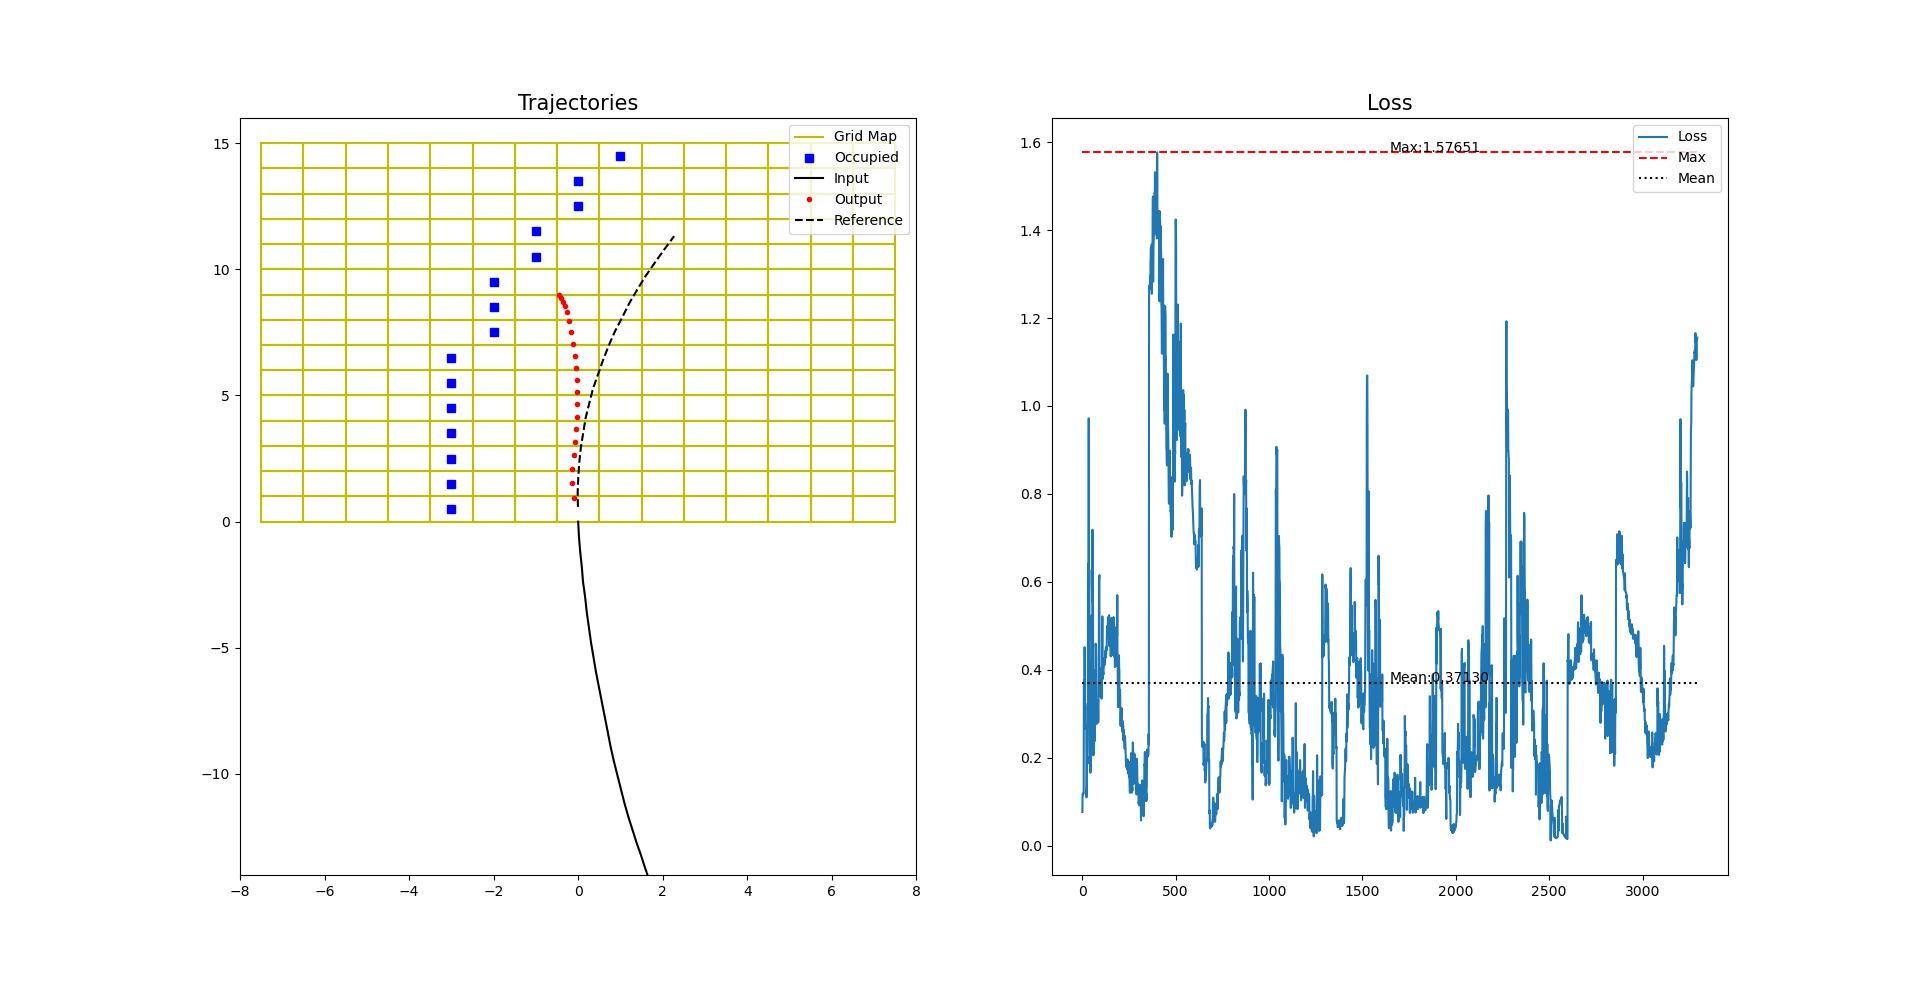 Trajectories
15
10
5
0
−5
−10
−8
−6
−4
−2
0
2
4
6
8
Grid Map
Occupied
Input
Output
Reference
Loss
1.6
1.4
1.2
1.0
0.8
0.6
0.4
0.2
0.0
0
500
1000
1500
2000
2500
3000
Max:1.57651
Mean:0.37130
Loss
Max
Mean